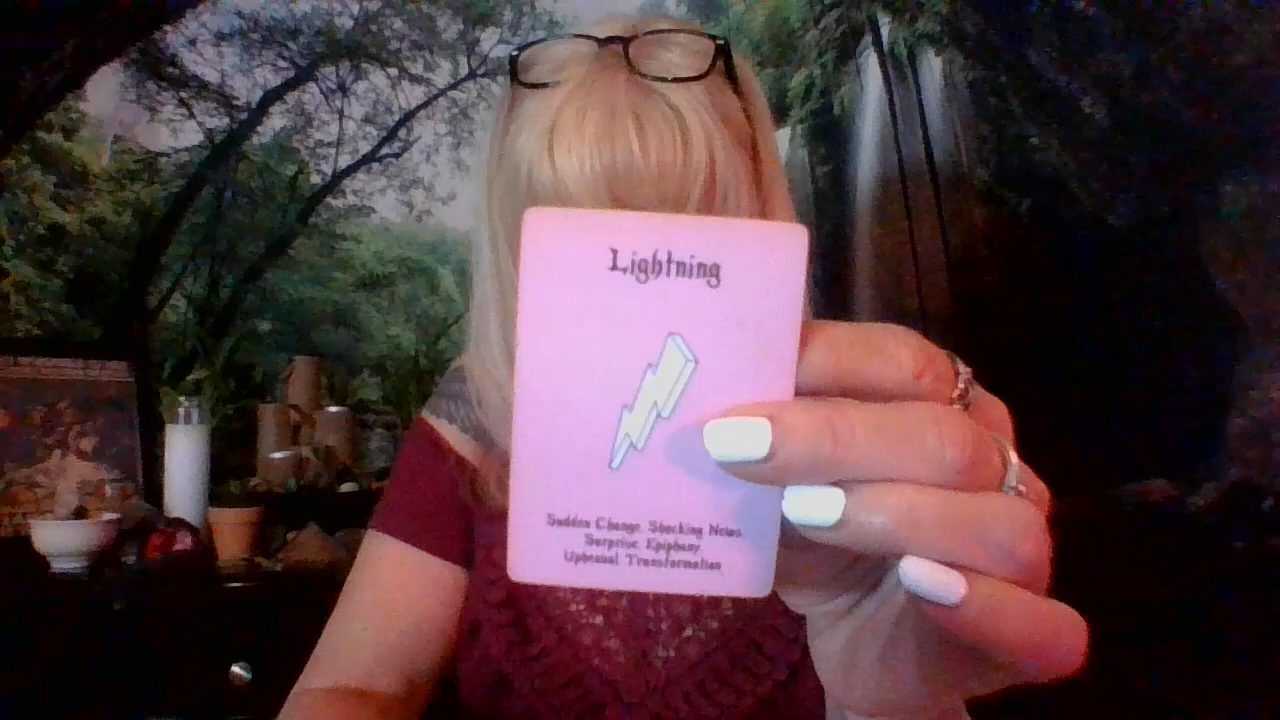 Lightning
Sudden Change Shocking News
Surprise Epiphany
Upheaval Transformation